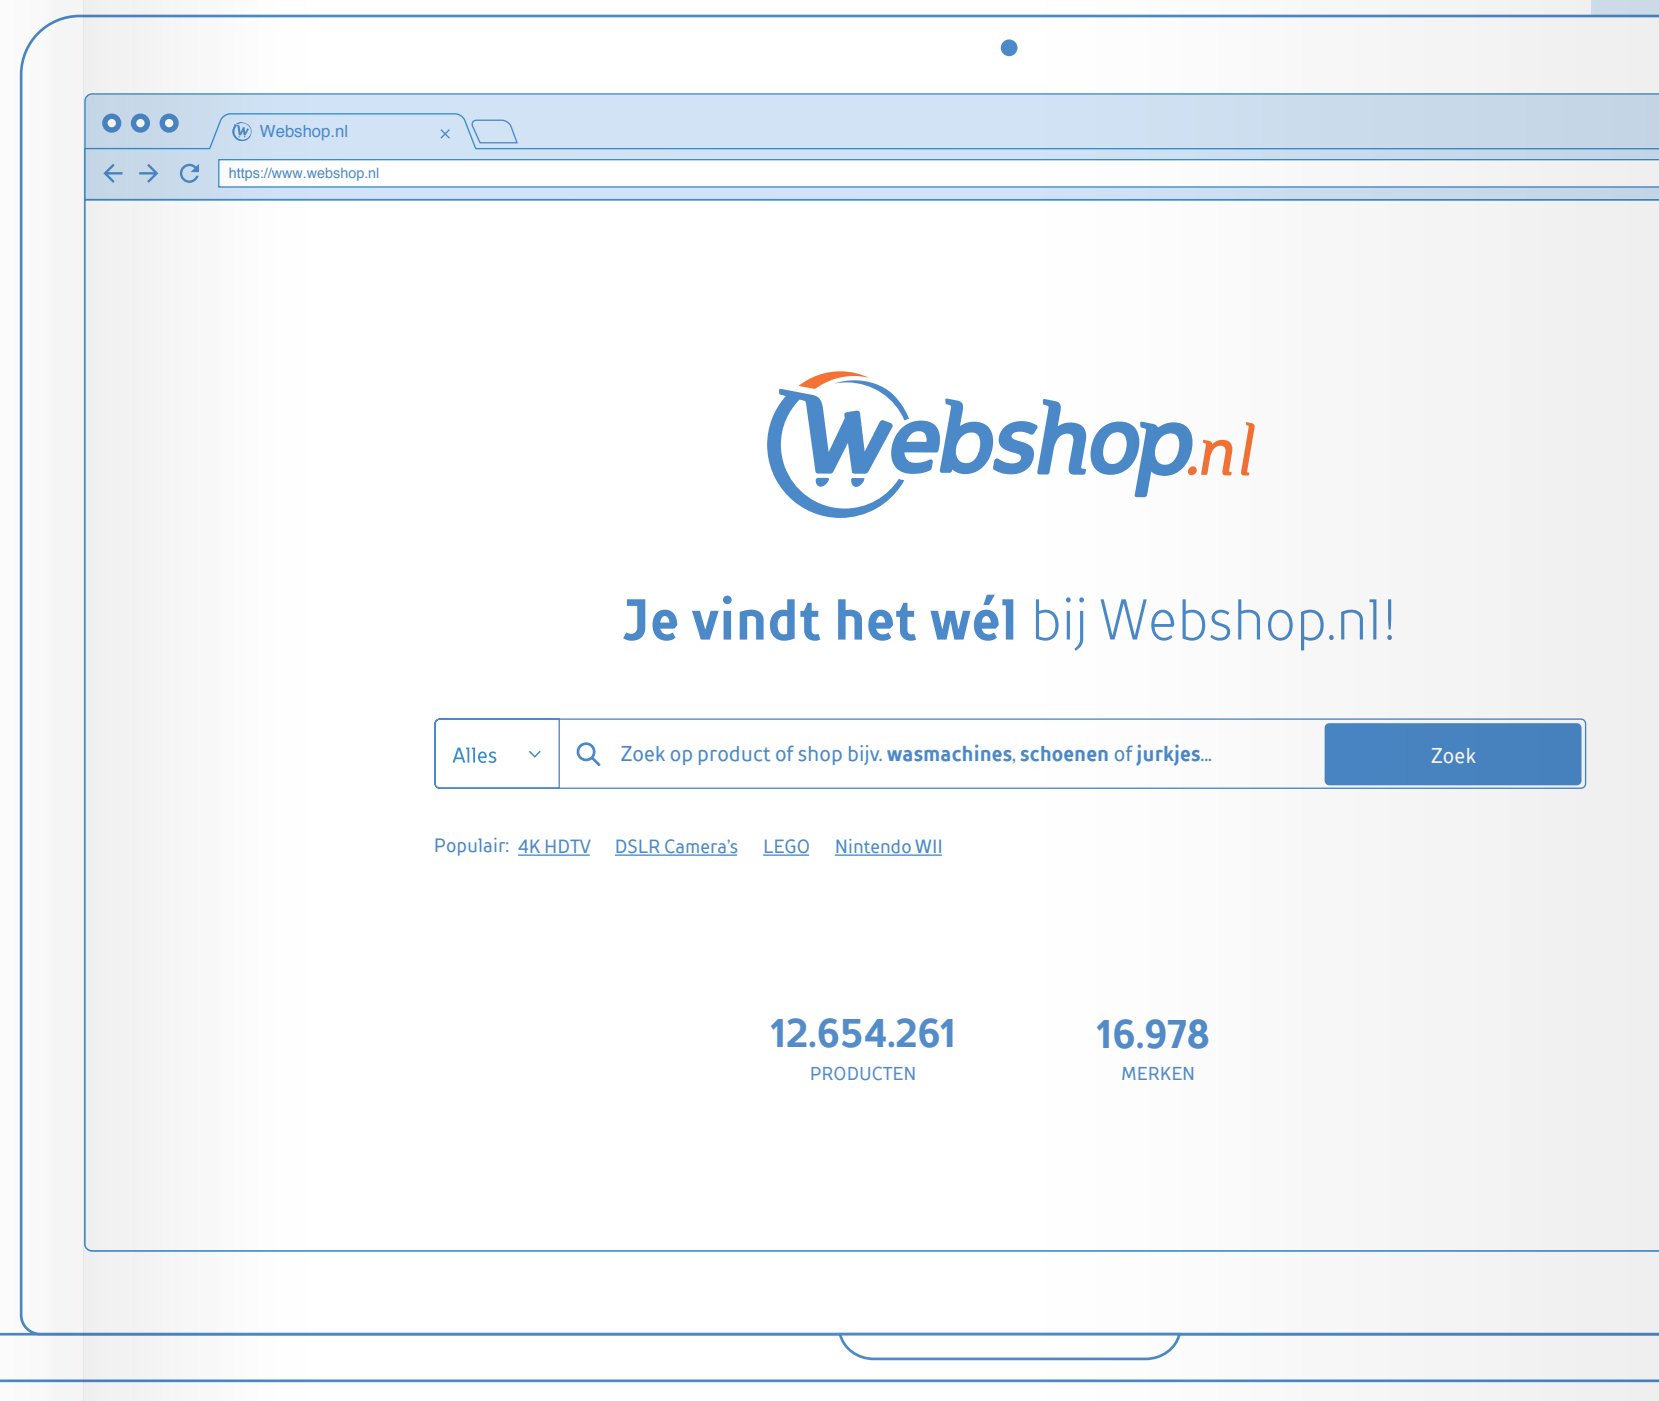 Webshop.nl
https://www.webshop.nl
Webshop.nl
Je vindt het wél bij Webshop.nl!
Alles Zoek op product of shop bijv. wasmachines, schoenen of jurkjes... Zoek
Populair: 4K HDTV DSLR Camera's LEGO Nintendo WII
12.654.261 16.978
PRODUCTEN MERKEN